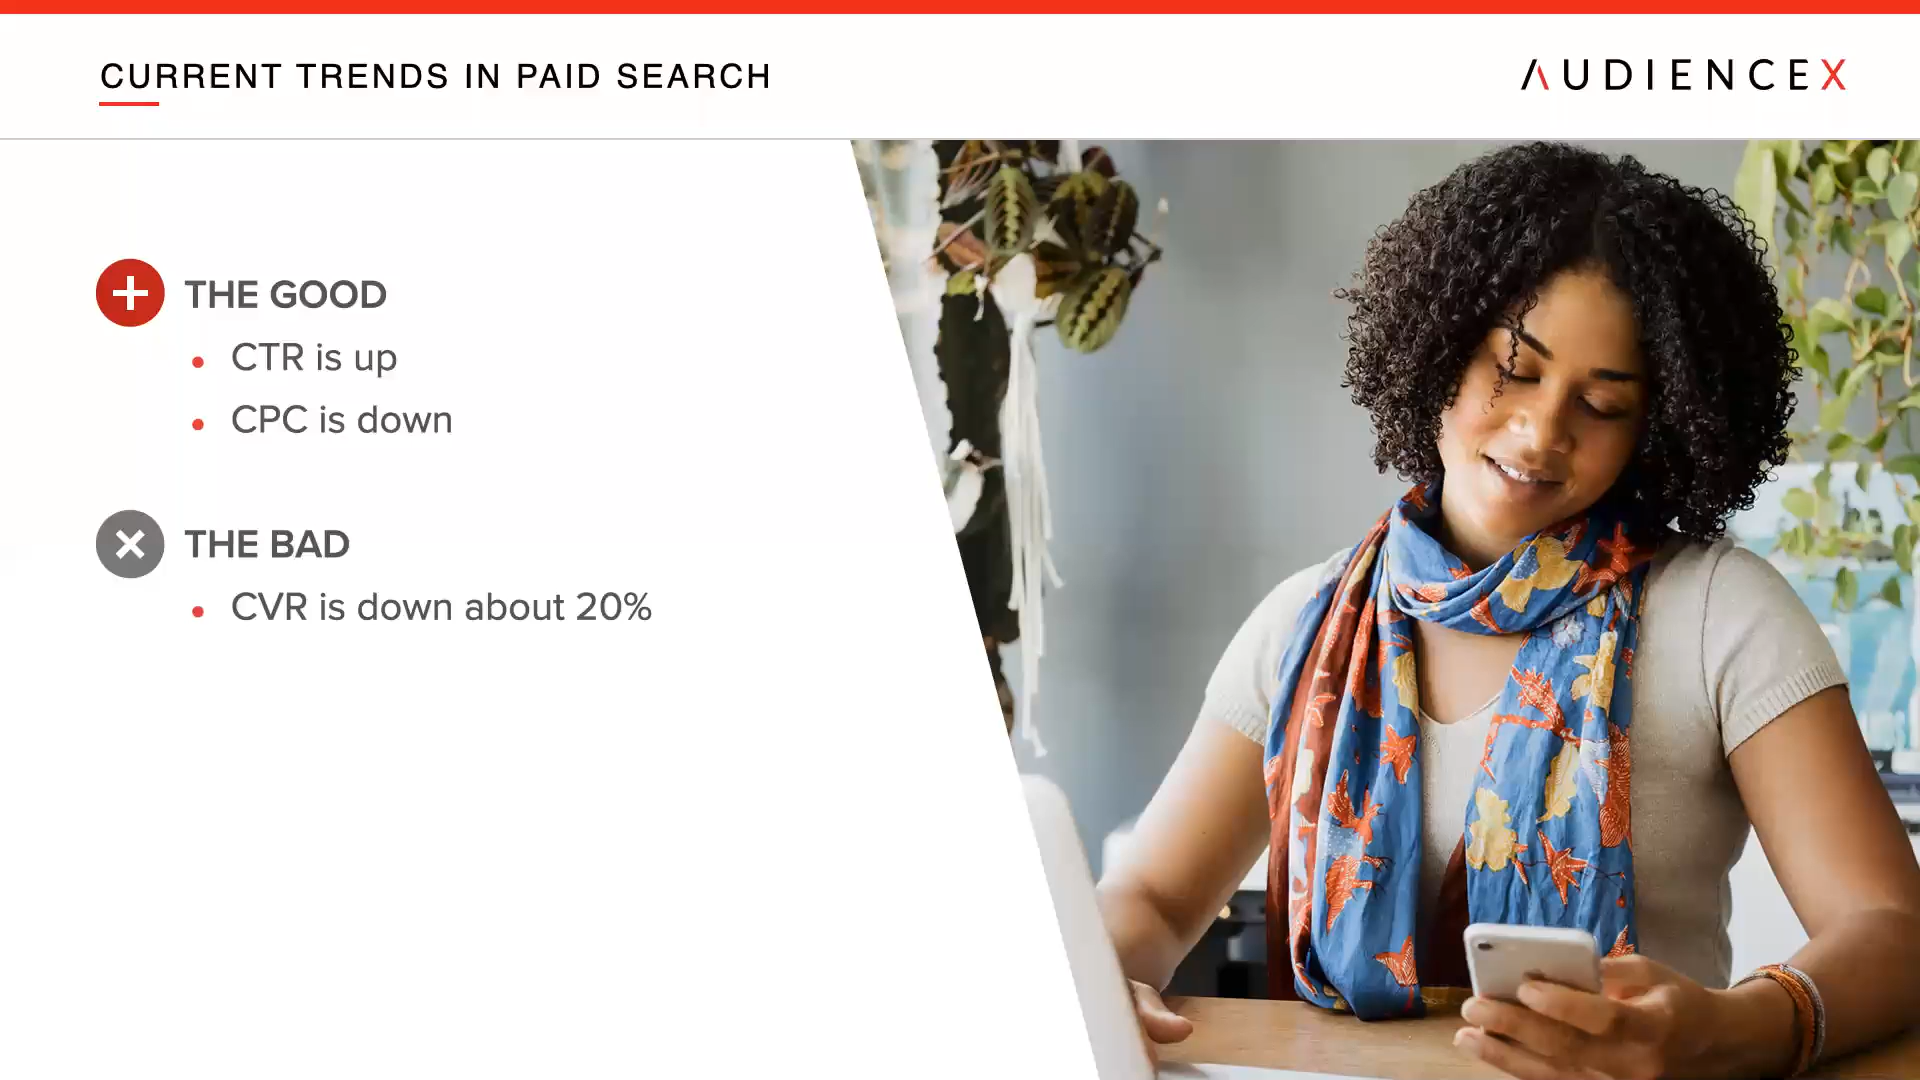 CURRENT TRENDS IN PAID SEARCH
AUDIENCEX
THE GOOD
CTR is up
CPC is down
THE BAD
CVR is down about 20%